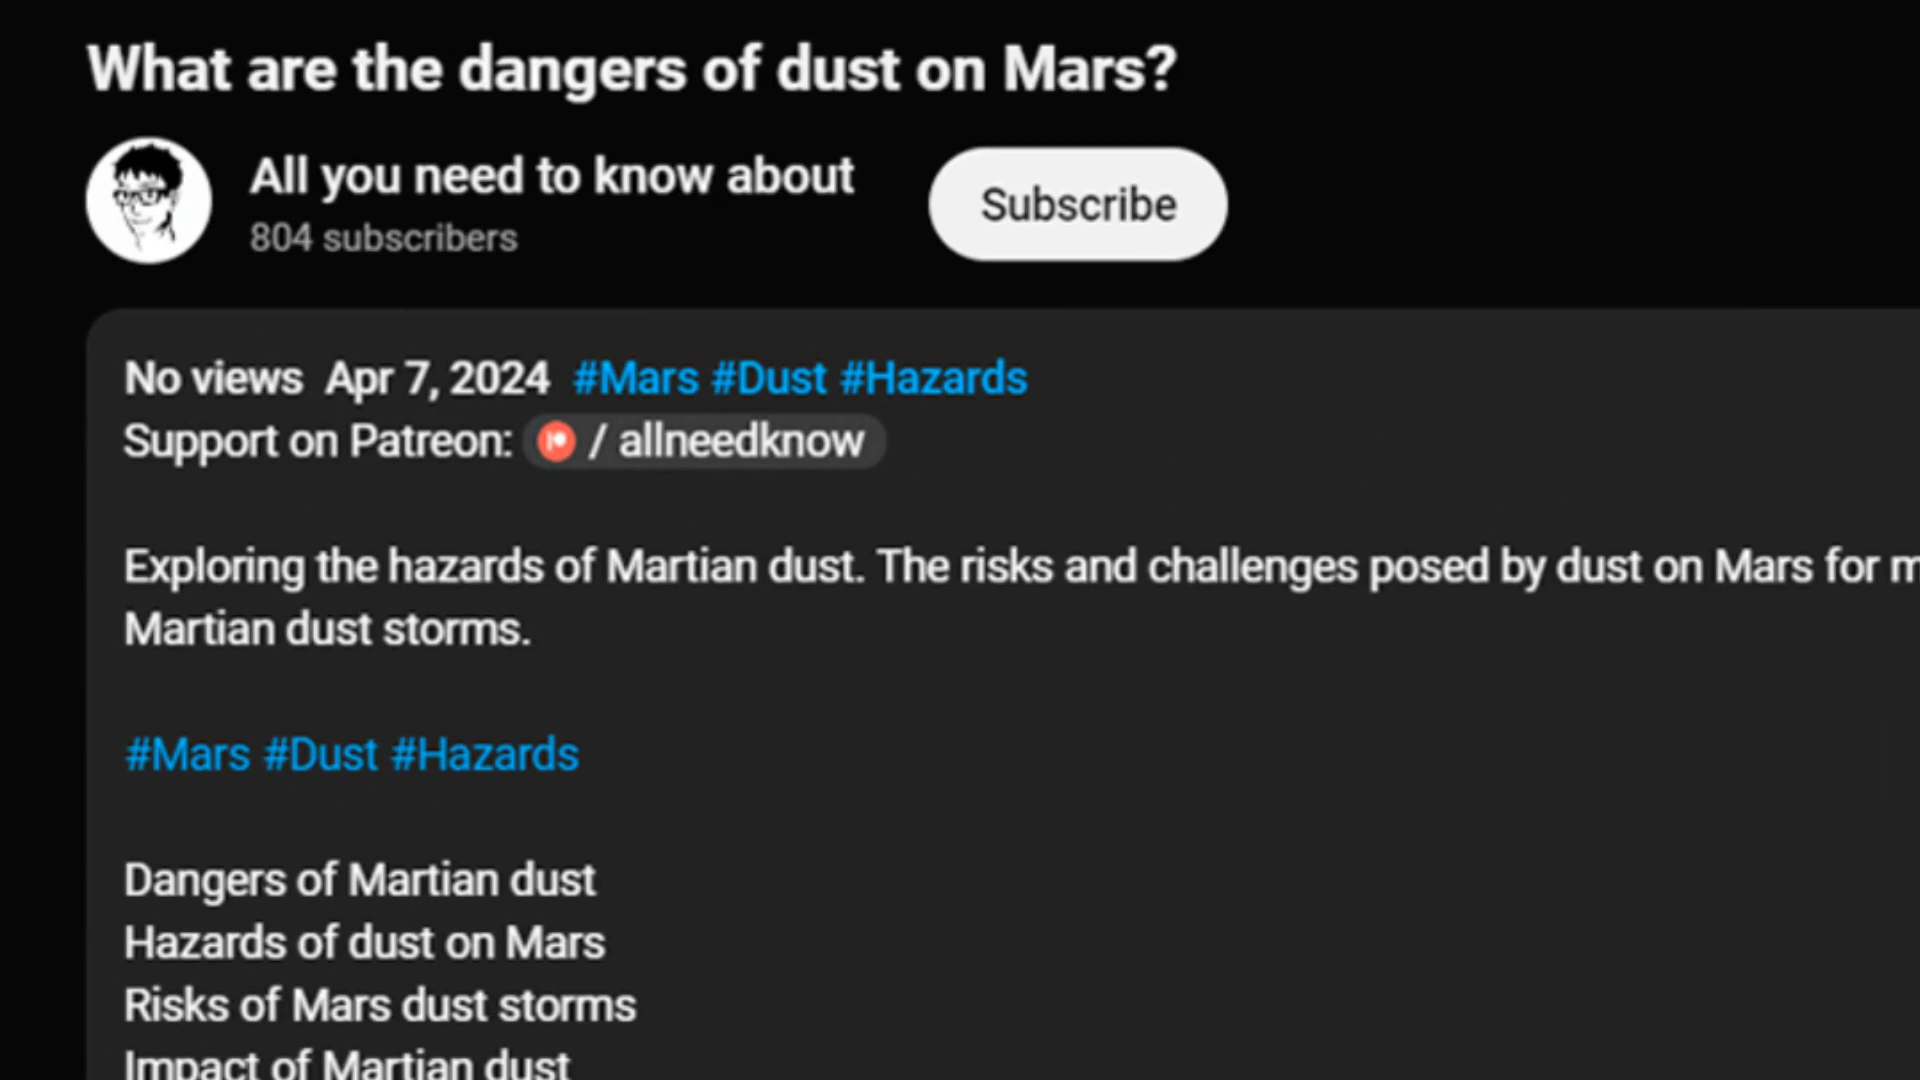 What are the dangers of dust on Mars?
All you need to know about
804 subscribers
Subscribe
No views Apr 7, 2024 #Mars #Dust #Hazards
Support on Patreon: / allneedknow
Exploring the hazards of Martian dust. The risks and challenges posed by dust on Mars for
Martian dust storms.
#Mars #Dust #Hazards
Dangers of Martian dust
Hazards of dust on Mars
Risks of Mars dust storms
Impact of Martian dust